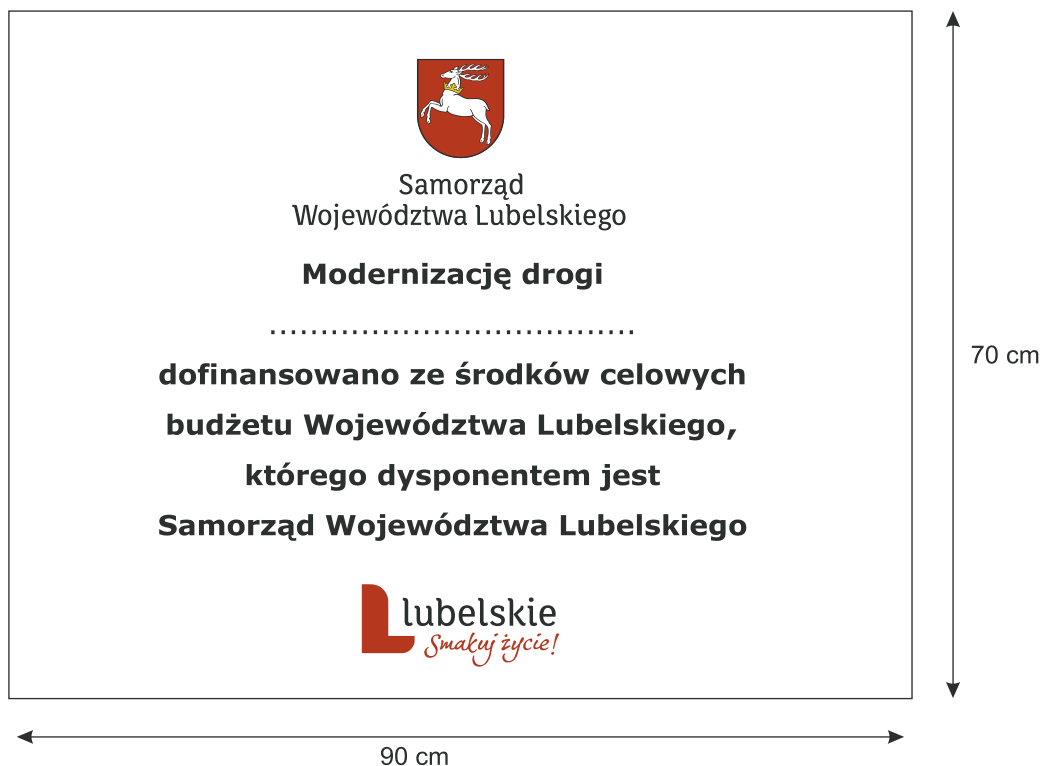 Samorząd
Województwa Lubelskiego
Modernizację drogi
....................................
dofinansowano ze środków celowych
budżetu Województwa Lubelskiego,
którego dysponentem jest
Samorząd Województwa Lubelskiego
lubelskie
Smakuj życie!
70 cm
90 cm